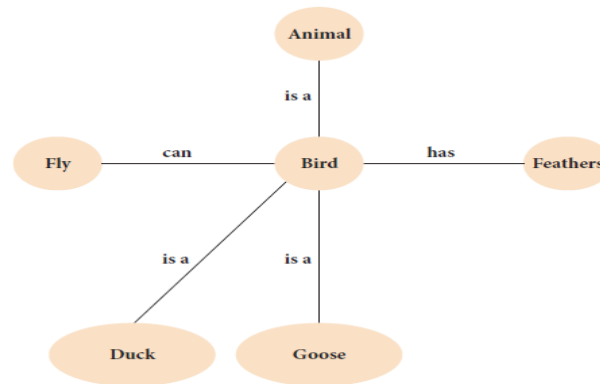 Animal
is a
Fly
can
Bird
has
Feathers
is a
is a
Duck
Goose